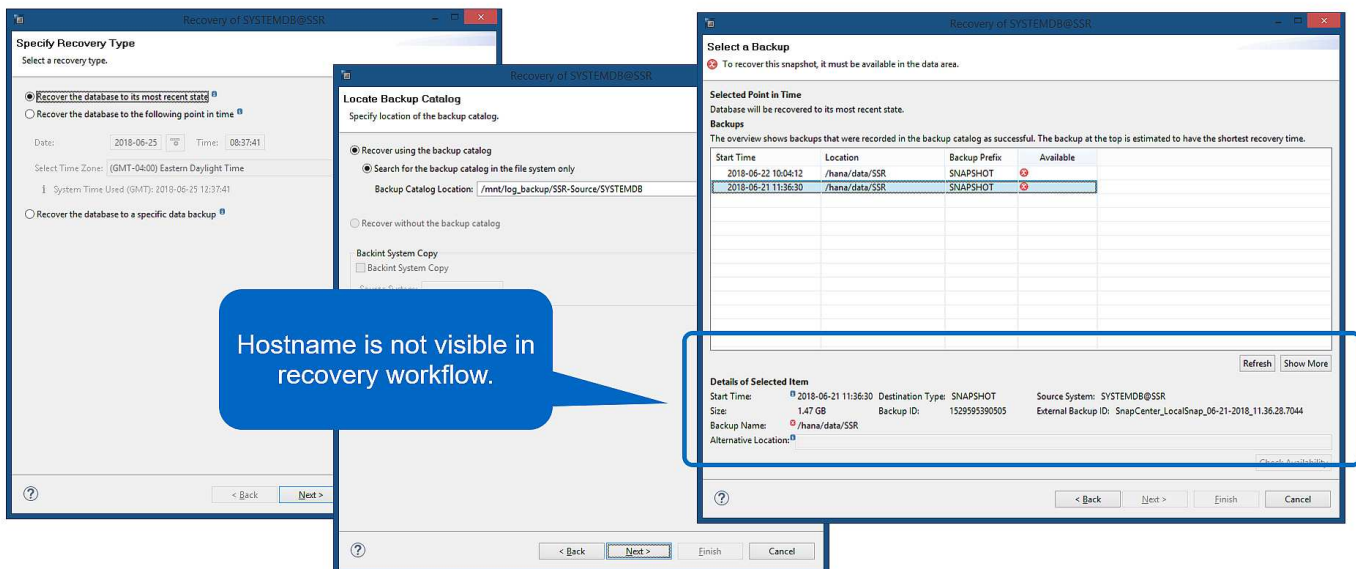 Recovery of SYSTEMDB@SSR
Specify Recovery Type
Select a recovery type.
Recover the database to its most recent state
Recover the database to the following point in time
Date: 2018-06-25 Time: 08:37:41
Select Time Zone: (GMT-04:00) Eastern Daylight Time
System Time Used (GMT): 2018-06-25 12:37:41
Recover the database to a specific data backup
< Back Next >
Recovery of SYSTEMDB@SSR
Locate Backup Catalog
Specify location of the backup catalog.
Recover using the backup catalog
Search for the backup catalog in the file system only
Backup Catalog Location: /mnt/log_backup/SSR-Source/SYSTEMDB
Recover without the backup catalog
Backint System Copy
Backint System Copy
Source System:
< Back Next > Finish Cancel
Hostname is not visible in
recovery workflow.
Recovery of SYSTEMDB@SSR
Select a Backup
To recover this snapshot, it must be available in the data area.
Selected Point in Time
Database will be recovered to its most recent state.
Backups
The overview shows backups that were recorded in the backup catalog as successful. The backup at the top is estimated to have the shortest recovery time.
Start Time Location Backup Prefix Available
2018-06-22 10:04:12 /hana/data/SSR SNAPSHOT
2018-06-21 11:36:30 /hana/data/SSR SNAPSHOT
Refresh Show More
Details of Selected Item
Start Time: 2018-06-21 11:36:30 Destination Type: SNAPSHOT Source System: SYSTEMDB@SSR
Size: 1.47 GB Backup ID: 1529595390505 External Backup ID: SnapCenter_LocalSnap_06-21-2018_11.36.28.7044
Backup Name: /hana/data/SSR
Alternative Location:
Check Availability
< Back Next > Finish Cancel